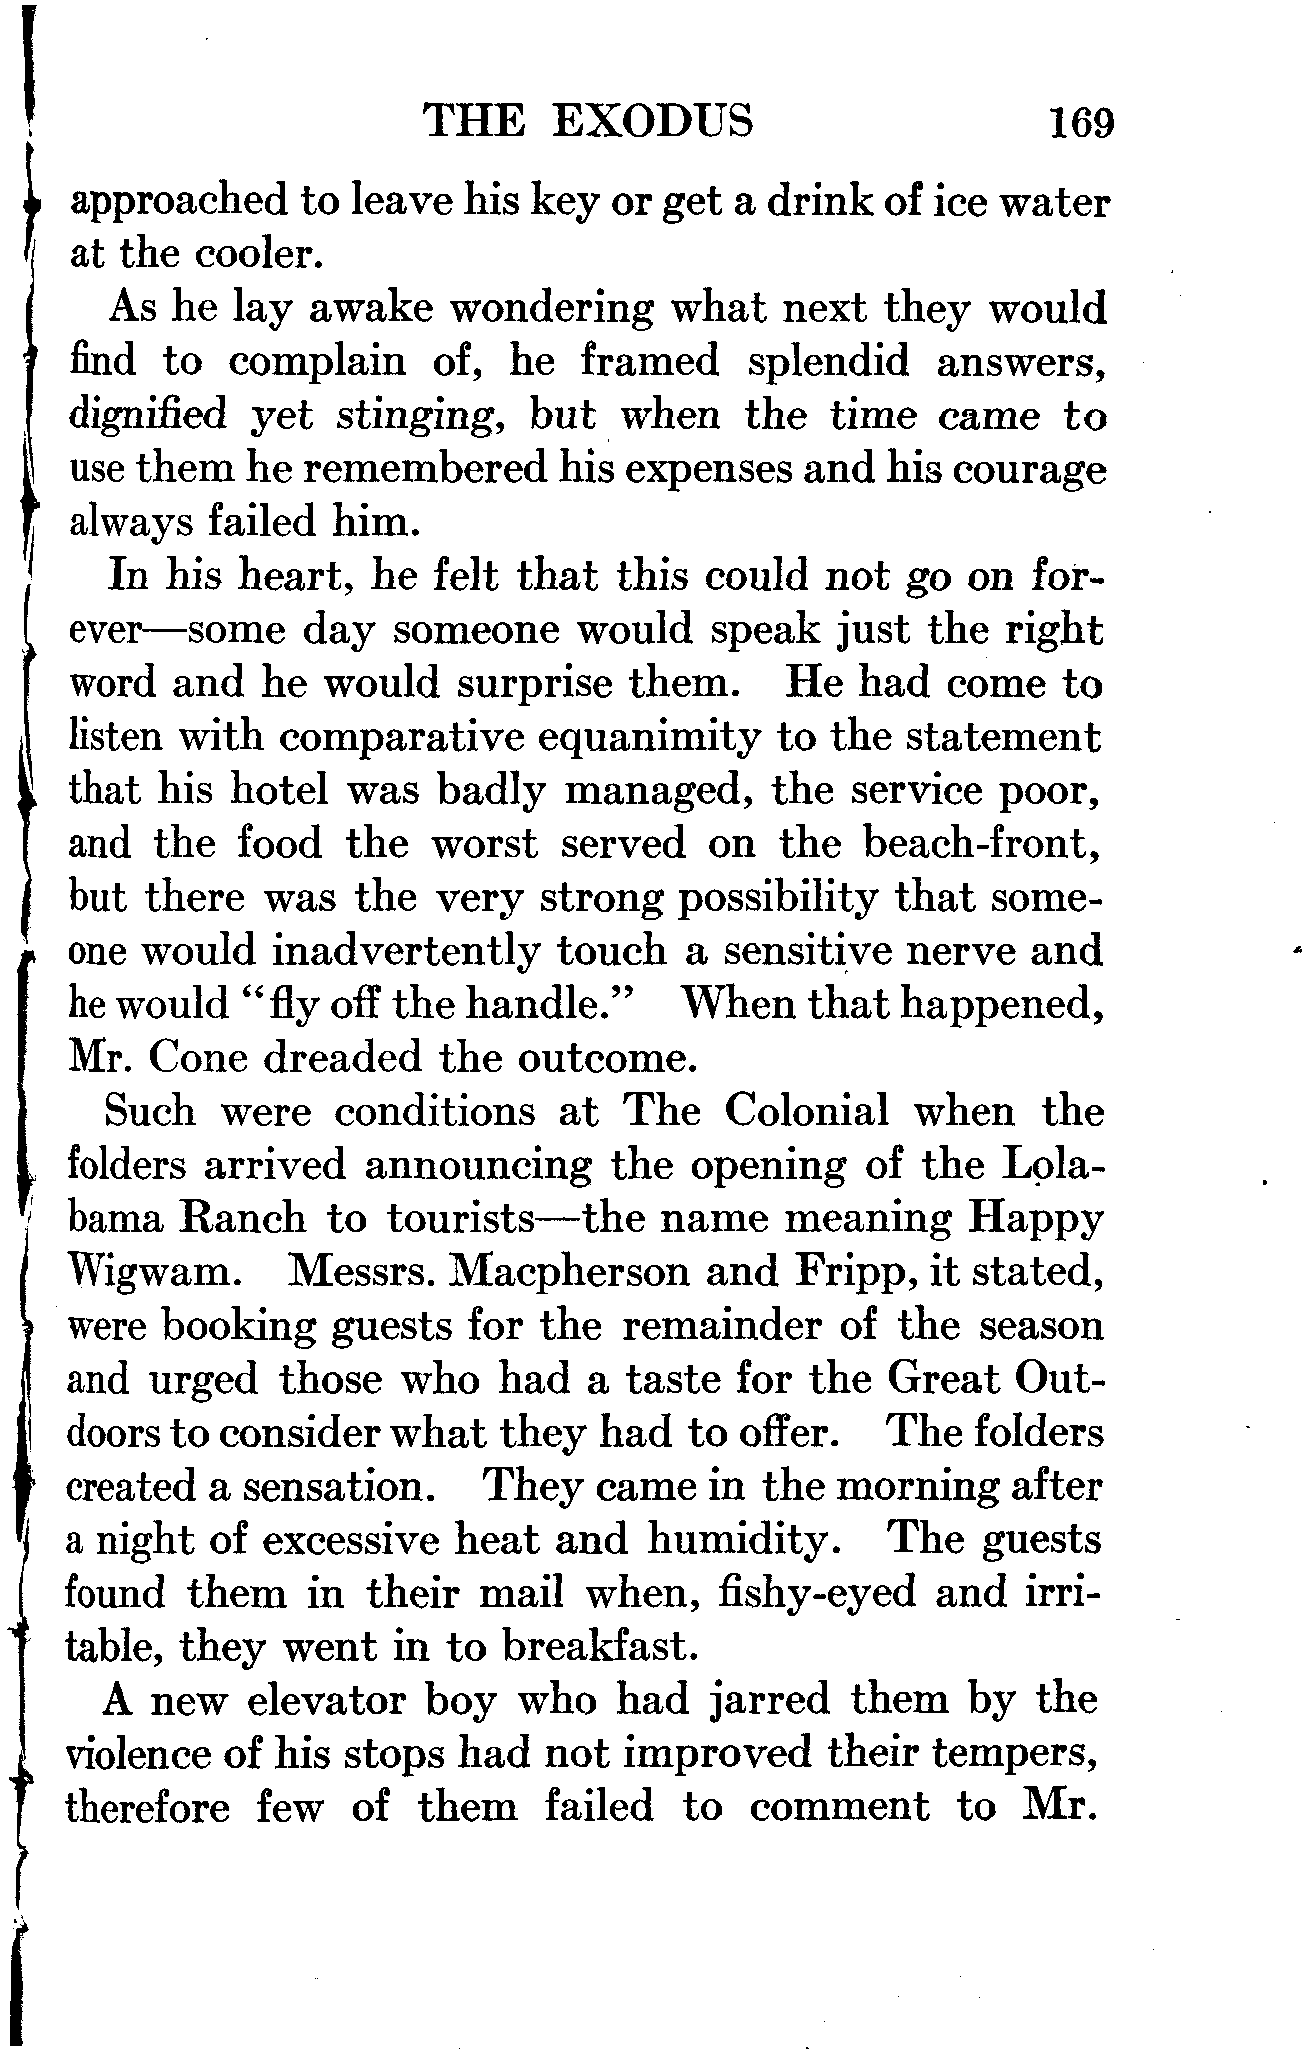 THE EXODUS 169
approached to leave his key or get a drink of ice water
at the cooler.
As he lay awake wondering what next they would
find to complain of, he framed splendid answers,
dignified yet stinging, but when the time came to
use them he remembered his expenses and his courage
always failed him.
In his heart, he felt that this could not go on for-
ever—some day someone would speak just the right
word and he would surprise them. He had come to
listen with comparative equanimity to the statement
that his hotel was badly managed, the service poor,
and the food the worst served on the beach-front,
but there was the very strong possibility that some-
one would inadvertently touch a sensitive nerve and
he would "fly off the handle." When that happened,
Mr. Cone dreaded the outcome.
Such were conditions at The Colonial when the
folders arrived announcing the opening of the Lola-
bama Ranch to tourists—the name meaning Happy
Wigwam. Messrs. Macpherson and Fripp, it stated,
were booking guests for the remainder of the season
and urged those who had a taste for the Great Out-
doors to consider what they had to offer. The folders
created a sensation. They came in the morning after
a night of excessive heat and humidity. The guests
found them in their mail when, fishy-eyed and irri-
table, they went in to breakfast.
A new elevator boy who had jarred them by the
violence of his stops had not improved their tempers,
therefore few of them failed to comment to Mr.